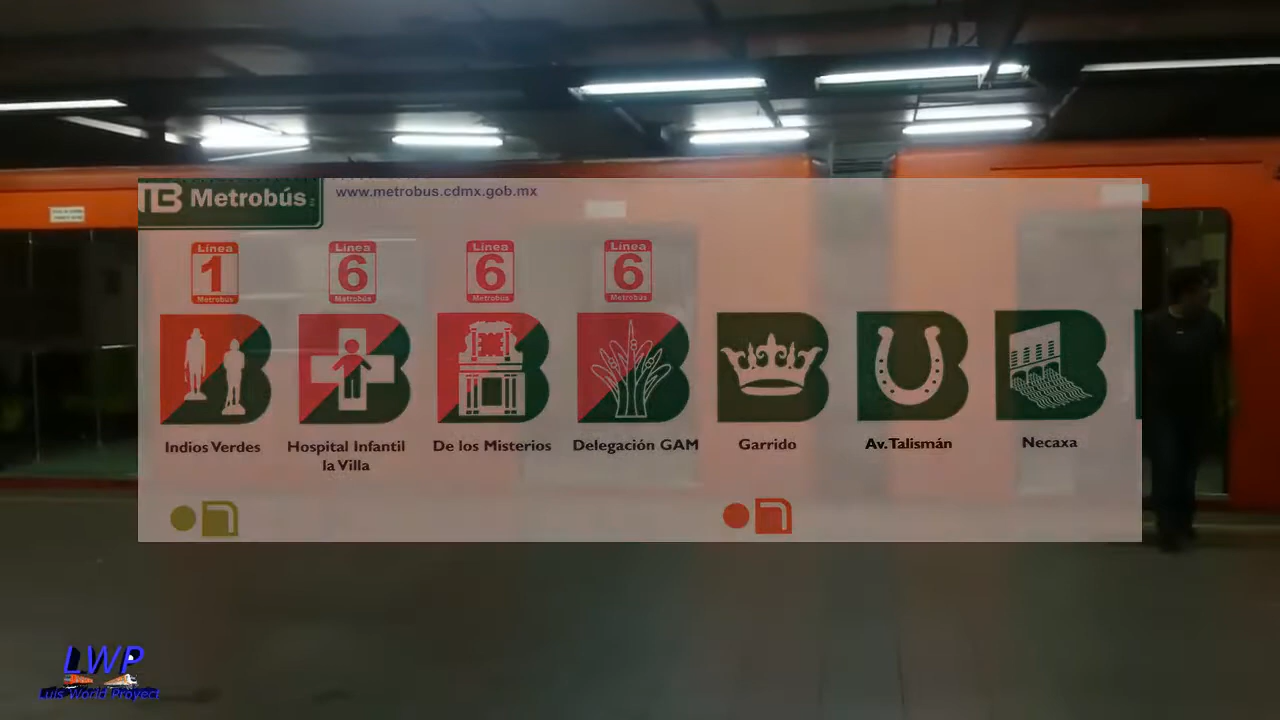 Metrobús
www.metrobus.cdmx.gob.mx
Línea
1
Metrobús
Línea
6
Metrobús
Línea
6
Metrobús
Línea
6
Metrobús
Indios Verdes
Hospital Infantil
la Villa
De los Misterios
Delegación GAM
Garrido
Av. Talismán
Necaxa
LWP
Luis World Proyect